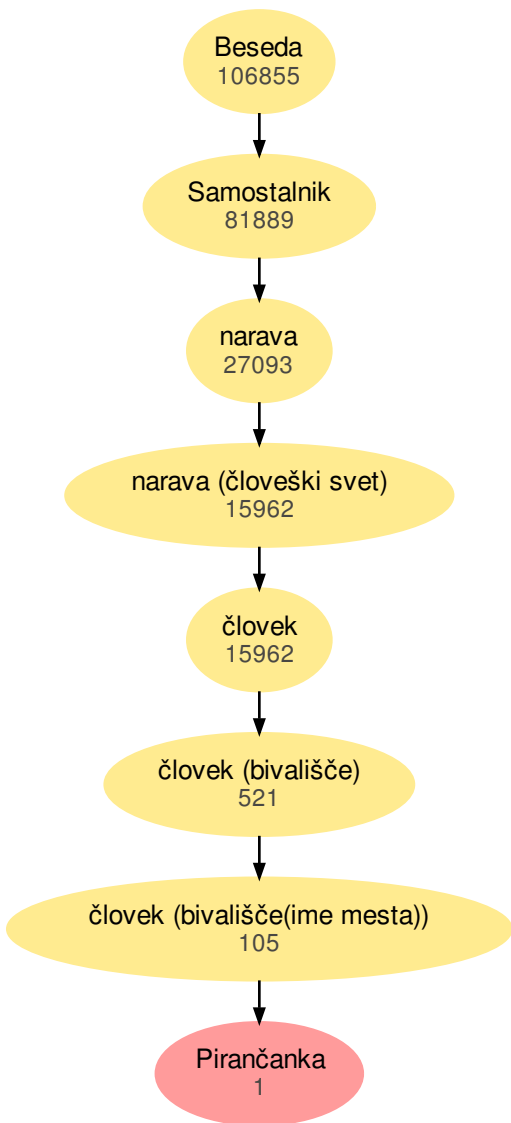 Beseda
106855
Samostalnik
81889
narava
27093
narava (človeški svet)
15962
človek
15962
človek (bivališče)
521
človek (bivališče(ime mesta))
105
Pirančanka
1